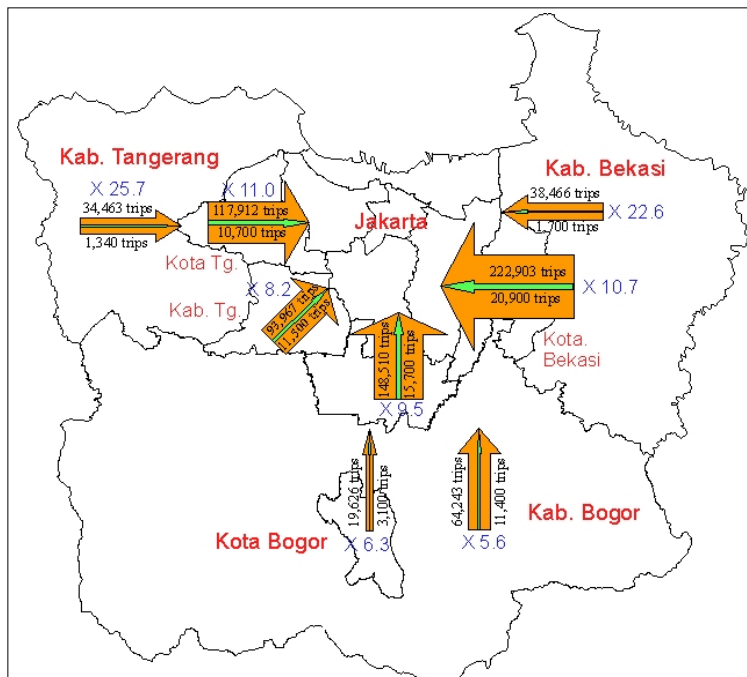 Kab. Tangerang
X 25.7
34,463 trips
1,340 trips
X 11.0
117,912 trips
10,700 trips
Jakarta
Kab. Bekasi
38,466 trips
1,700 trips
X 22.6
Kota Tg.
Kab. Tg.
X 8.2
93,967 trips
11,500 trips
222,903 trips
20,900 trips
X 10.7
Kota.
Bekasi
148,510 trips
15,700 trips
X 9.5
19,626 trips
3,100 trips
X 6.3
Kota Bogor
64,243 trips
11,400 trips
X 5.6
Kab. Bogor